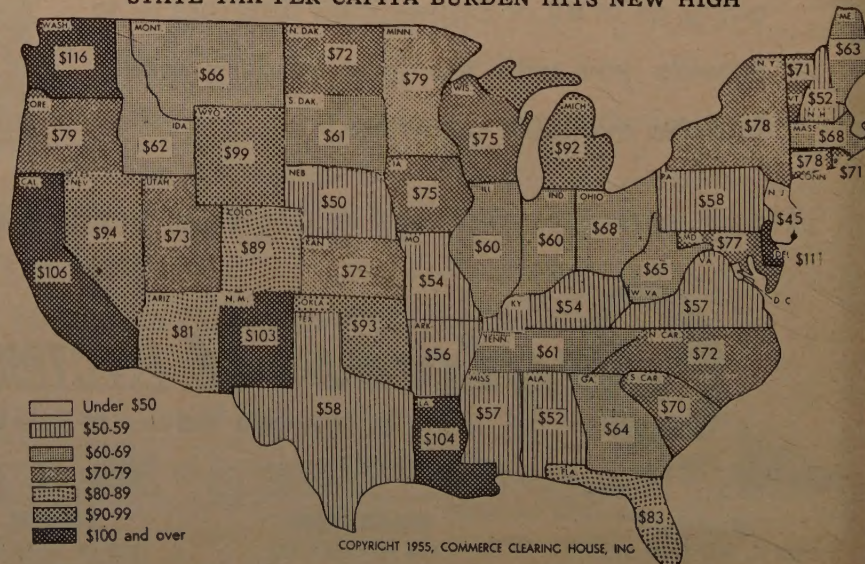 STATE TAX PER CAPITA BURDEN HITS NEW HIGH
WASH.
$116
MONT.
$66
N. DAK.
$72
MINN.
$79
ME.
$63
ORE
$79
IDA
$62
WYO.
$99
S. DAK.
$61
WIS.
$75
MICH
$92
N Y
$78
$71
VT
$52
N. H.
MASS
$68
$78
CONN
$71
CAL.
$106
NEV.
$94
UTAH
$73
COLO.
$89
NEB
$50
IA
$75
ILL.
$60
IND
$60
OHIO
$68
PA
$58
N. J.
$45
MD.
$77
DEL
$111
D C
KAN.
$72
MO
$54
W. VA.
$65
VA
$57
KY
$54
ARIZ
$81
N. M.
$103
OKLA.
$93
TEX.
$58
ARK.
$56
TENN.
$61
N. CAR.
$72
S. CAR.
$70
LA.
$104
MISS
$57
ALA.
$52
GA.
$64
FLA.
$83
Under $50
$50-59
$60-69
$70-79
$80-89
$90-99
$100 and over
COPYRIGHT 1955, COMMERCE CLEARING HOUSE, INC